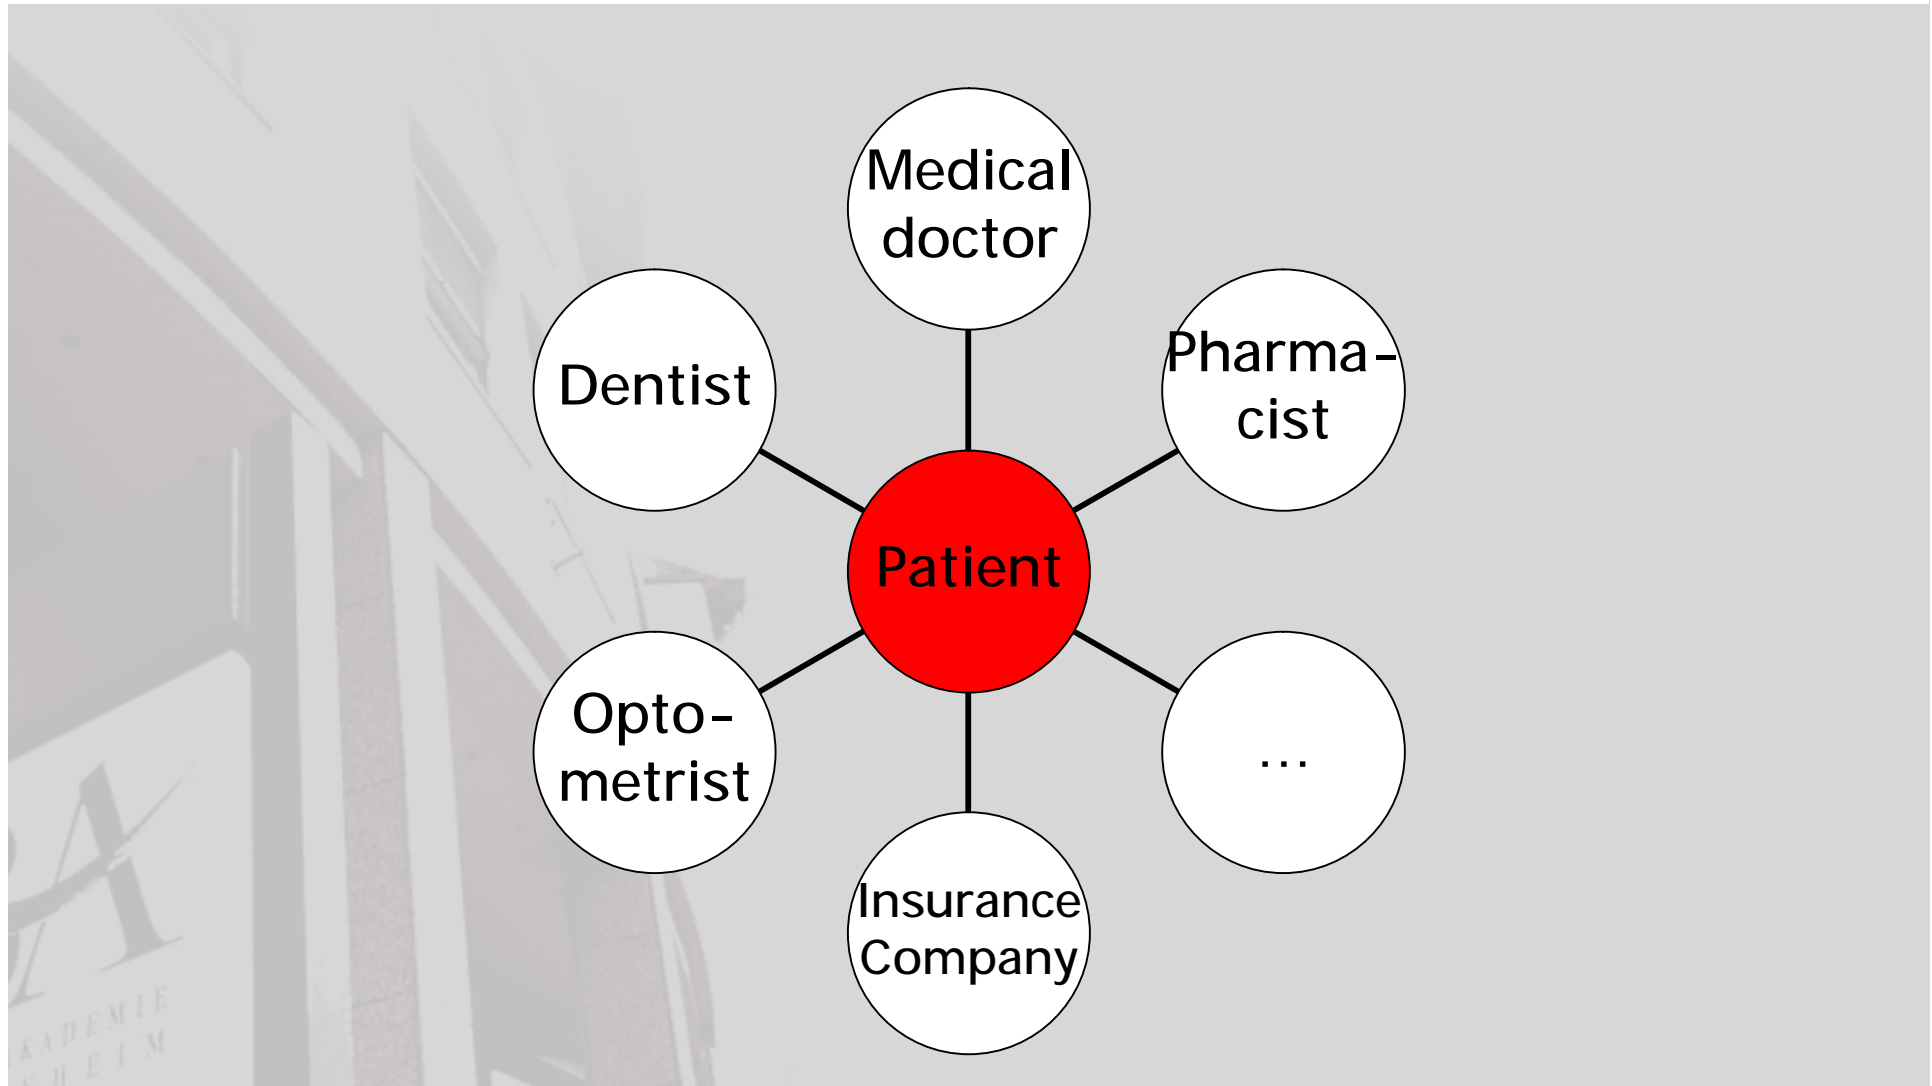 Medical
doctor
Dentist
Pharma-
cist
Patient
Opto-
metrist
...
Insurance
Company